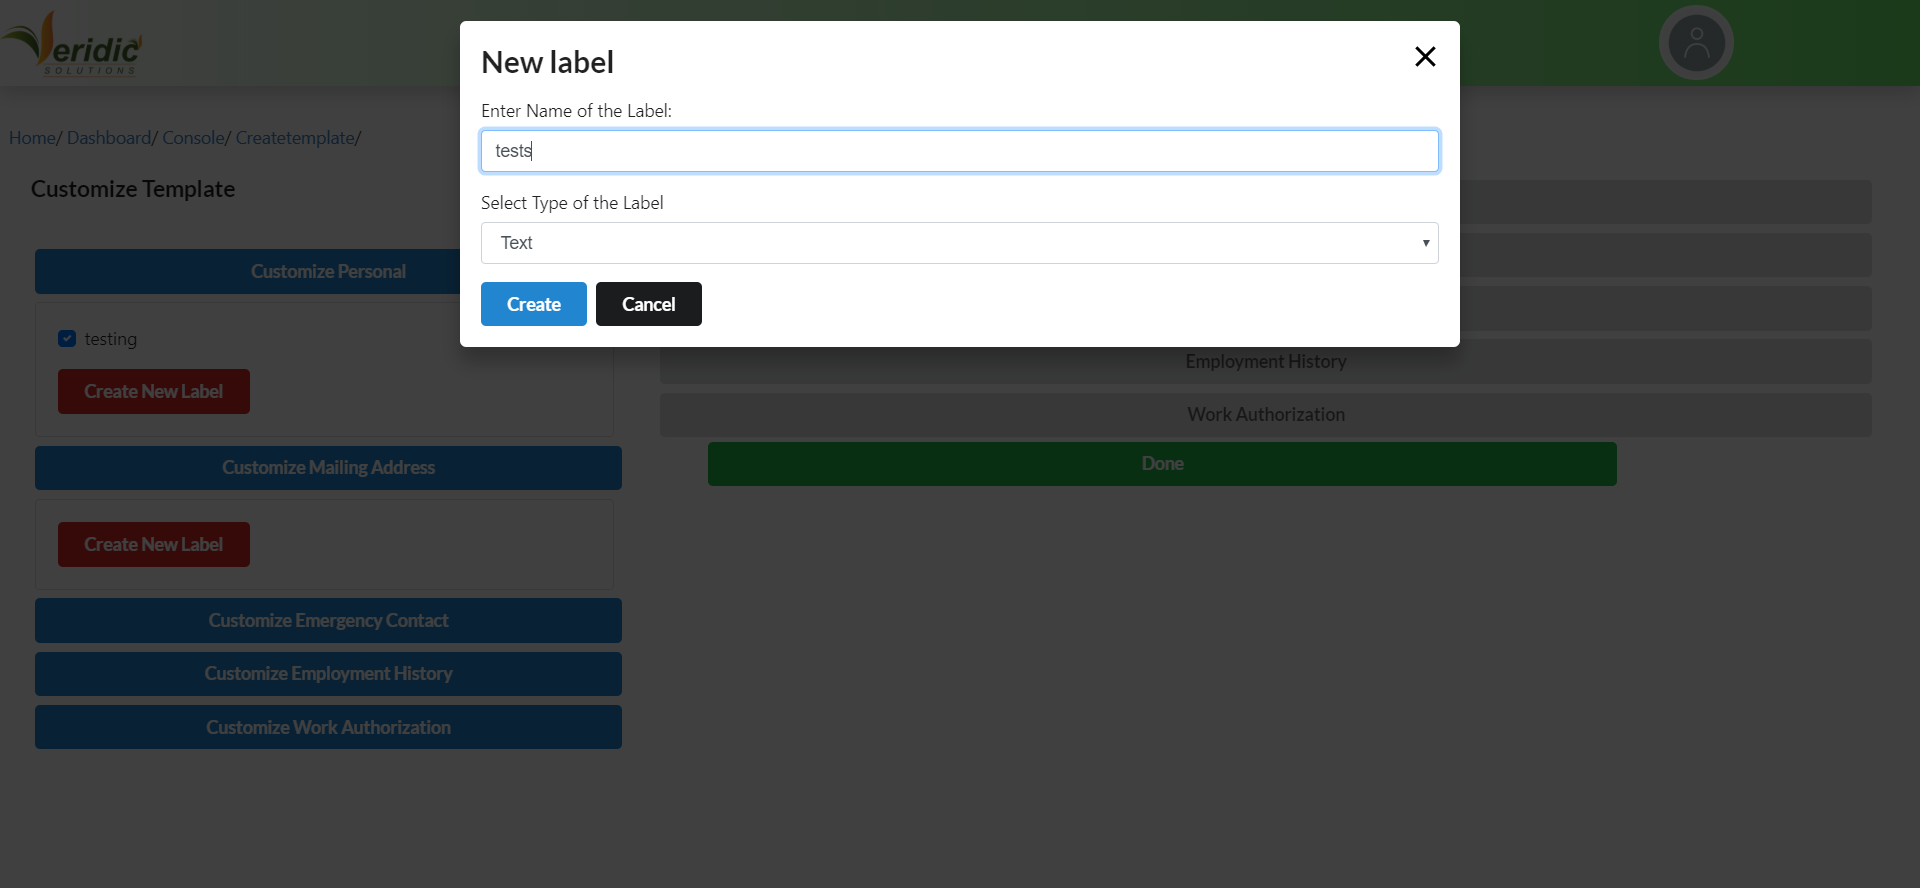 eridic
SOLUTIONS
New label
Enter Name of the Label:
tests
Select Type of the Label
Text
Create Cancel
Home/ Dashboard/ Console/ Createtemplate/
Customize Template
Customize Personal
testing
Create New Label
Customize Mailing Address
Create New Label
Customize Emergency Contact
Customize Employment History
Customize Work Authorization
Employment History
Work Authorization
Done